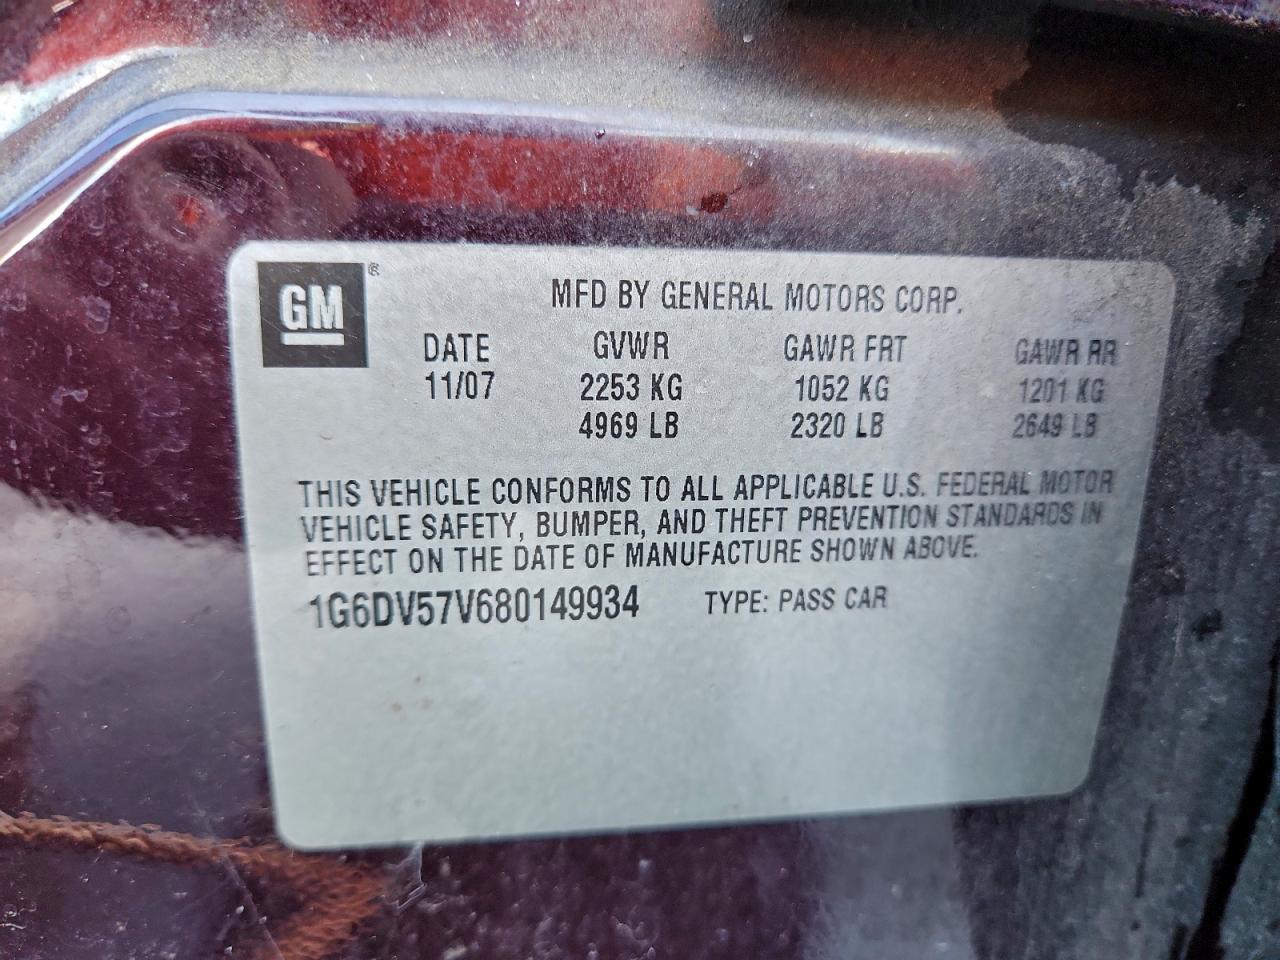 GM®
MFD BY GENERAL MOTORS CORP.
DATE GVWR GAWR FRT GAWR RR
11/07 2253 KG 1052 KG 1201 KG
4969 LB 2320 LB 2649 LB
THIS VEHICLE CONFORMS TO ALL APPLICABLE U.S. FEDERAL MOTOR
VEHICLE SAFETY, BUMPER, AND THEFT PREVENTION STANDARDS IN
EFFECT ON THE DATE OF MANUFACTURE SHOWN ABOVE.
1G6DV57V680149934 TYPE: PASS CAR